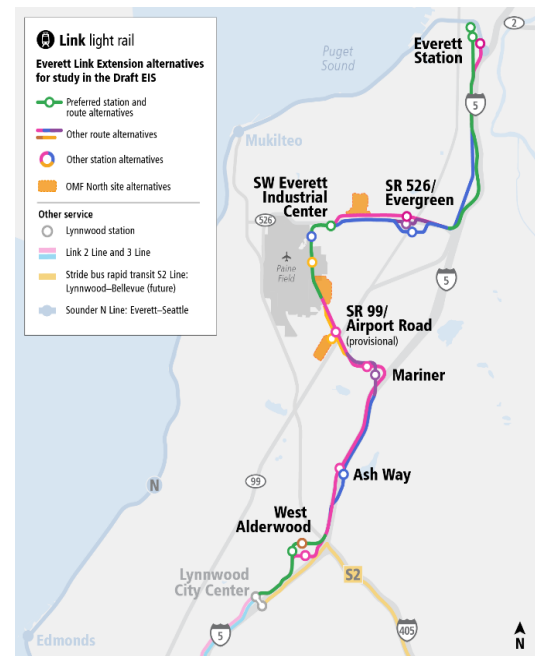 Link light rail
Everett Link Extension alternatives
for study in the Draft EIS
Preferred station and
route alternatives
Other route alternatives
Other station alternatives
OMF North site alternatives
Other service
Lynnwood station
Link 2 Line and 3 Line
Stride bus rapid transit S2 Line:
Lynnwood–Bellevue (future)
Sounder N Line: Everett–Seattle
2
Everett
Station
Puget
Sound
5
Mukilteo
SW Everett
Industrial
Center
SR 526/
Evergreen
526
Paine
Field
5
SR 99/
Airport Road
(provisional)
Mariner
Ash Way
99
N
West
Alderwood
Lynnwood
City Center
S2
5
405
Edmonds
N